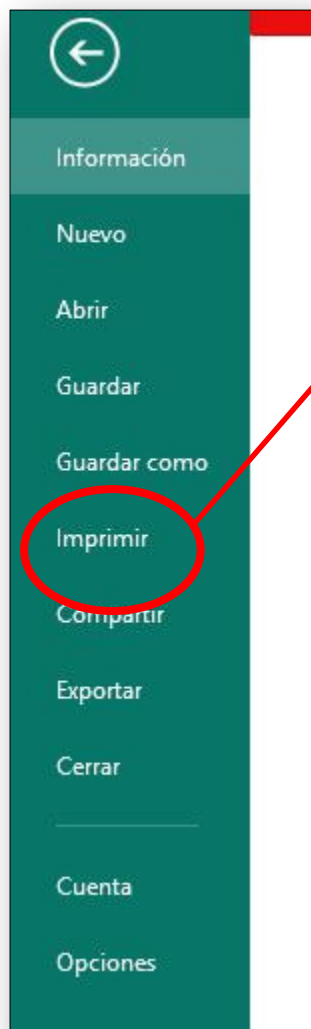 Información
Nuevo
Abrir
Guardar
Guardar como
Imprimir
Compartir
Exportar
Cerrar
Cuenta
Opciones